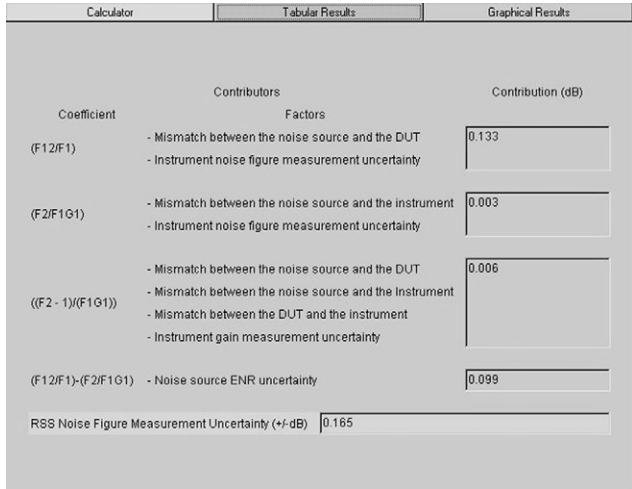 Calculator Tabular Results Graphical Results
Contributors Contribution (dB)
Coefficient Factors
(F12/F1)
- Mismatch between the noise source and the DUT
- Instrument noise figure measurement uncertainty
0.133
(F2/F1G1)
- Mismatch between the noise source and the instrument
- Instrument noise figure measurement uncertainty
0.003
((F2 - 1)/(F1G1))
- Mismatch between the noise source and the DUT
- Mismatch between the noise source and the Instrument
- Mismatch between the DUT and the instrument
- Instrument gain measurement uncertainty
0.006
(F12/F1)-(F2/F1G1) - Noise source ENR uncertainty 0.099
RSS Noise Figure Measurement Uncertainty (+/-dB) 0.165